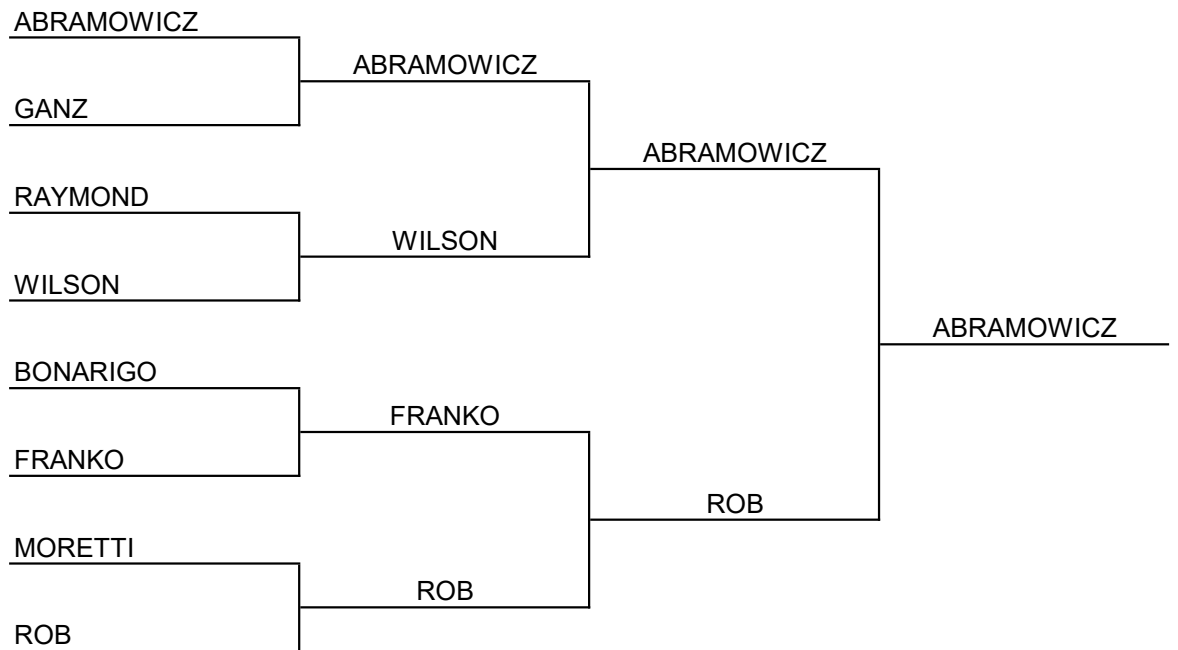 ABRAMOWICZ
ABRAMOWICZ
GANZ
ABRAMOWICZ
RAYMOND
WILSON
WILSON
ABRAMOWICZ
BONARIGO
FRANKO
FRANKO
ROB
MORETTI
ROB
ROB